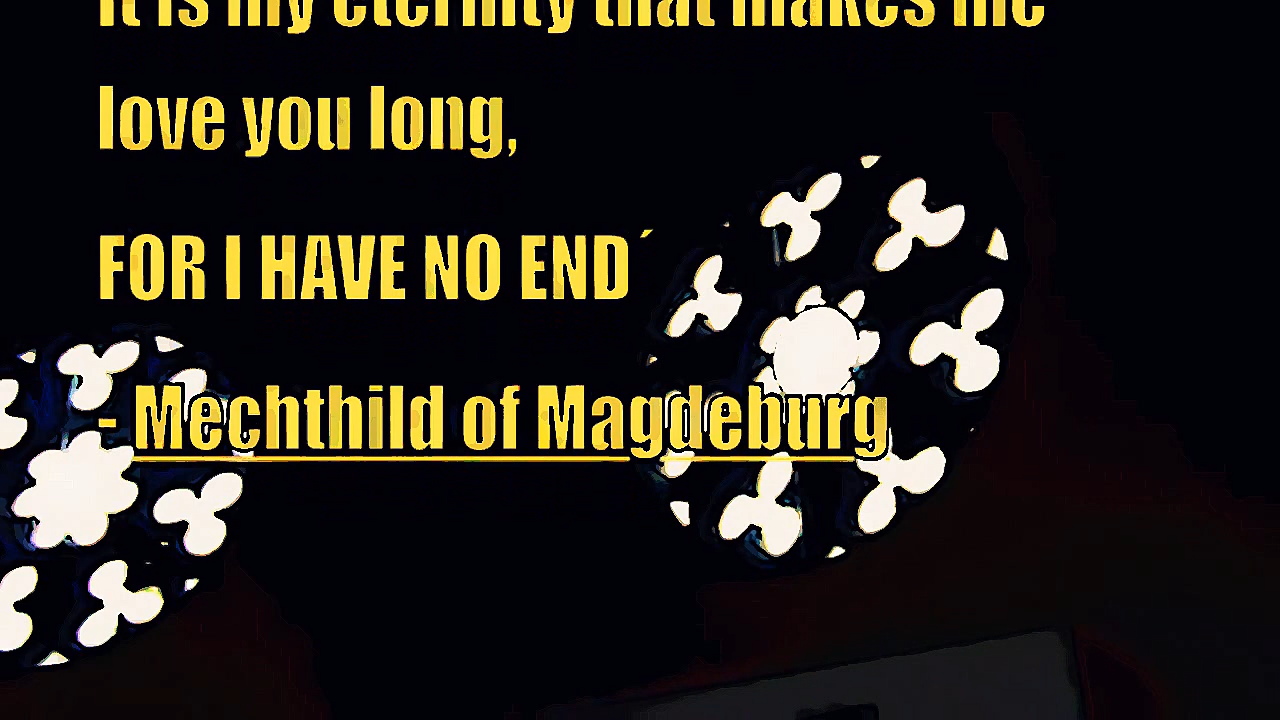 It is my eternity that makes me
love you long,
FOR I HAVE NO END´
- Mechthild of Magdeburg